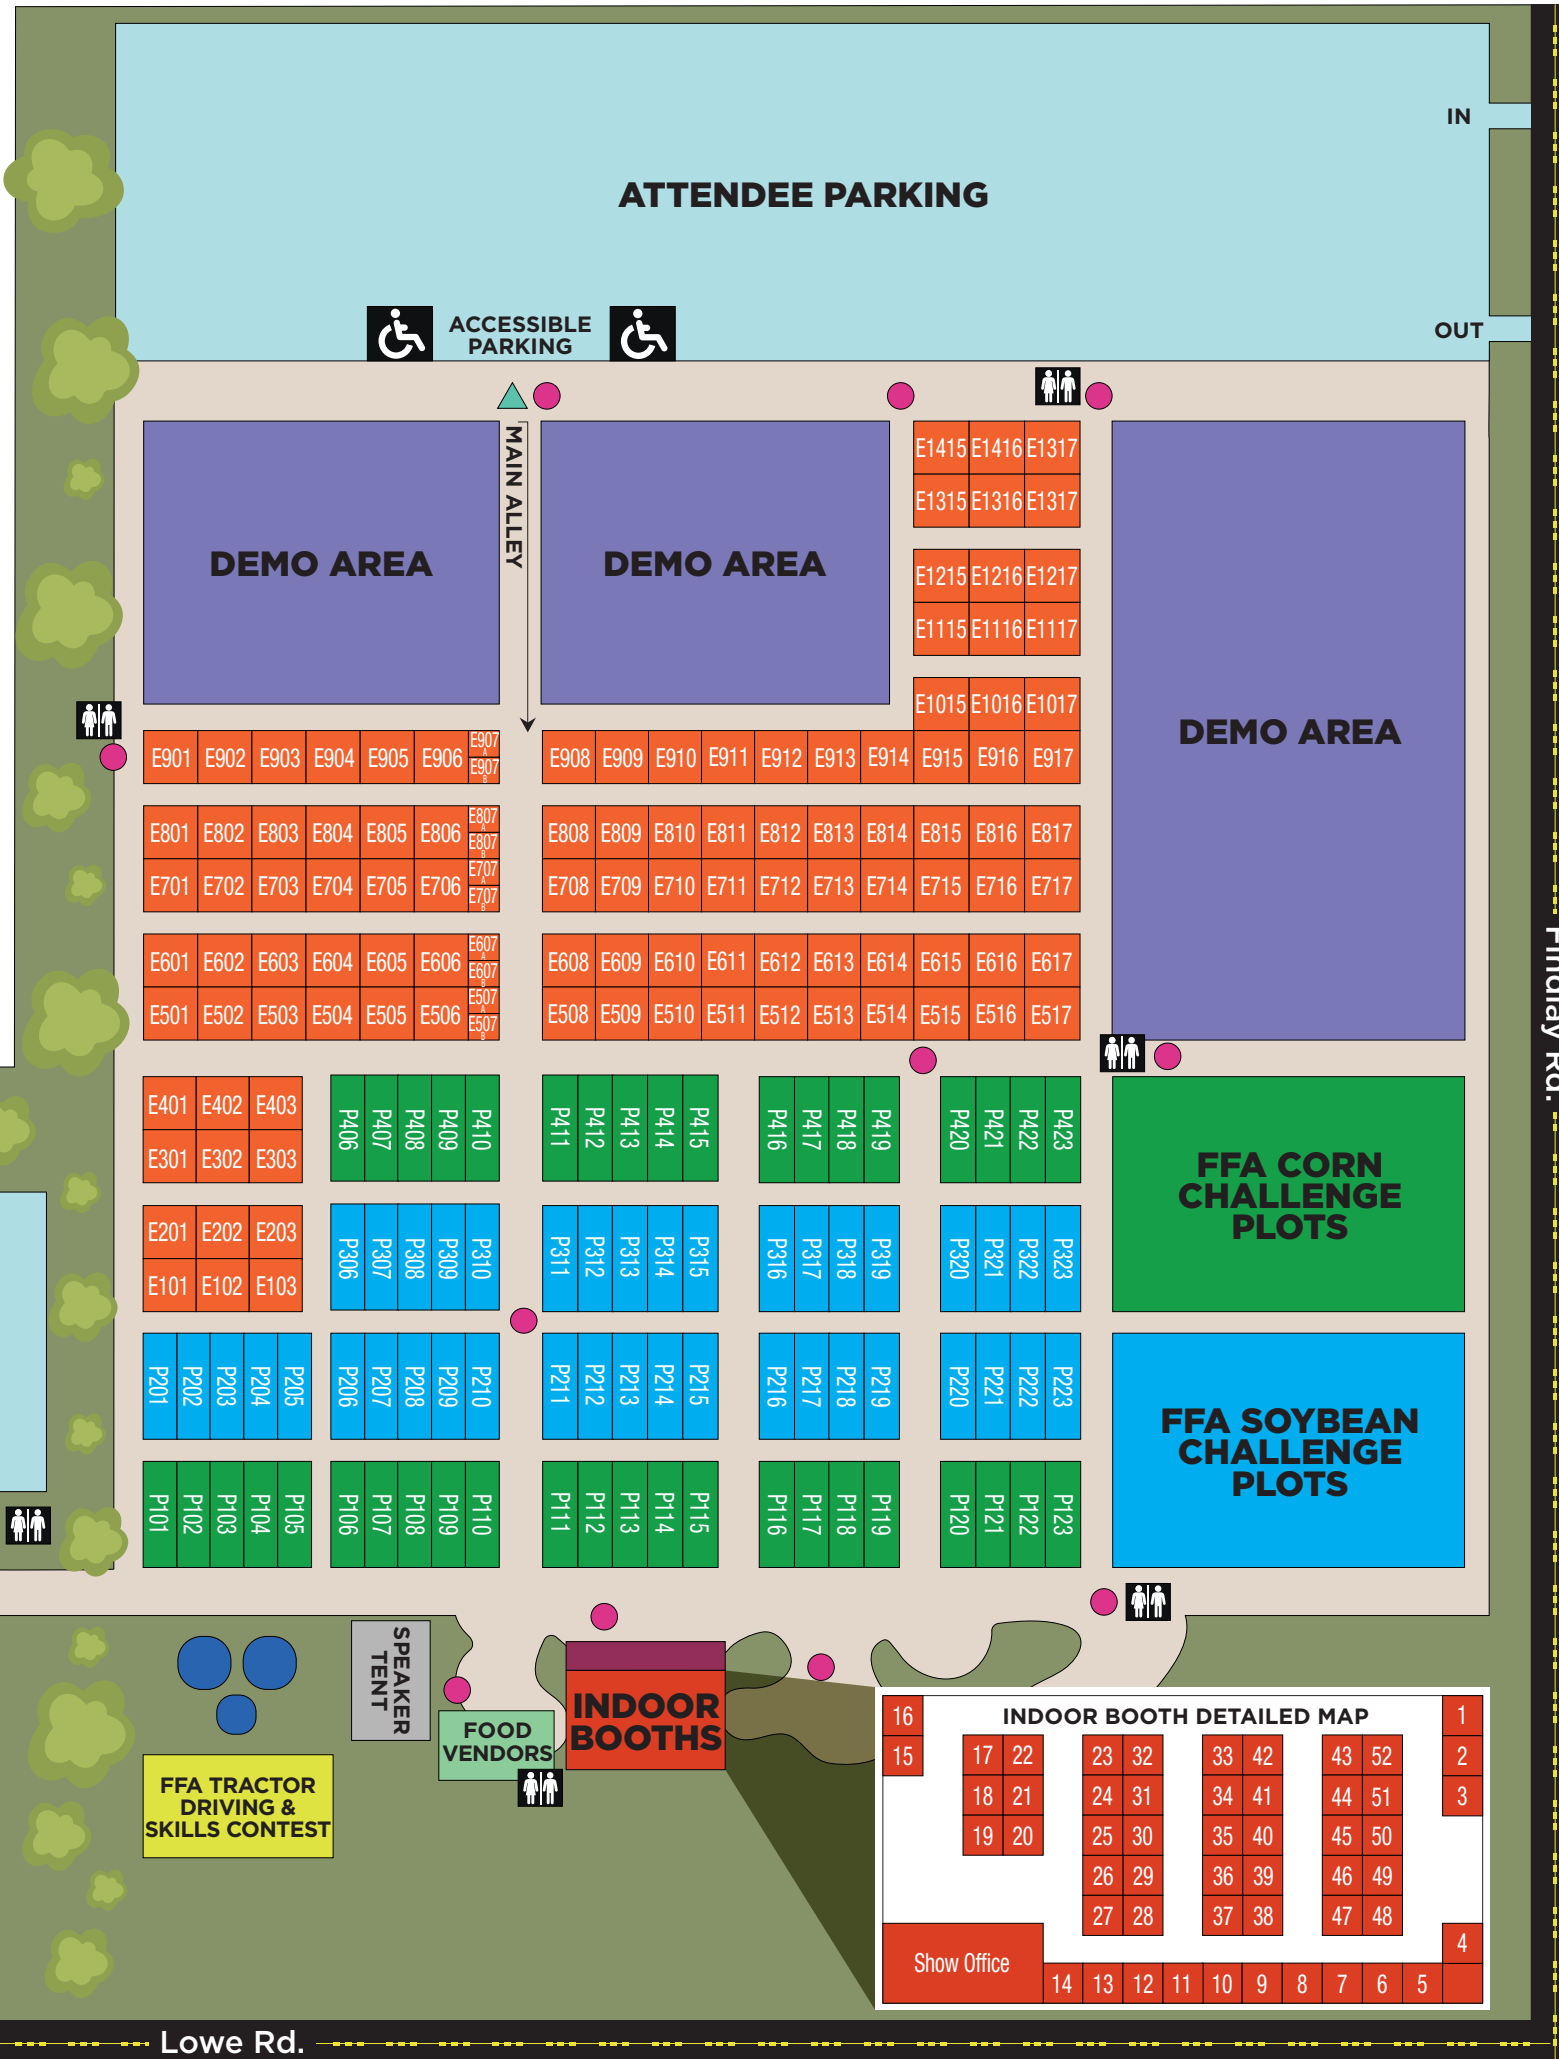 IN
ATTENDEE PARKING
ACCESSIBLE
PARKING
OUT
MAIN ALLEY
DEMO AREA
DEMO AREA
DEMO AREA
E1415 E1416 E1317
E1315 E1316 E1317
E1215 E1216 E1217
E1115 E1116 E1117
E1015 E1016 E1017
E901 E902 E903 E904 E905 E906 E907 A E907 B E908 E909 E910 E911 E912 E913 E914 E915 E916 E917
E801 E802 E803 E804 E805 E806 E807 A E807 B E808 E809 E810 E811 E812 E813 E814 E815 E816 E817
E701 E702 E703 E704 E705 E706 E707 A E707 B E708 E709 E710 E711 E712 E713 E714 E715 E716 E717
E601 E602 E603 E604 E605 E606 E607 A E607 B E608 E609 E610 E611 E612 E613 E614 E615 E616 E617
E501 E502 E503 E504 E505 E506 E507 A E507 B E508 E509 E510 E511 E512 E513 E514 E515 E516 E517
Findlay Rd.
E401 E402 E403
E301 E302 E303
P406 P407 P408 P409 P410 P411 P412 P413 P414 P415 P416 P417 P418 P419 P420 P421 P422 P423
FFA CORN
CHALLENGE
PLOTS
E201 E202 E203
E101 E102 E103
P306 P307 P308 P309 P310 P311 P312 P313 P314 P315 P316 P317 P318 P319 P320 P321 P322 P323
P201 P202 P203 P204 P205 P206 P207 P208 P209 P210 P211 P212 P213 P214 P215 P216 P217 P218 P219 P220 P221 P222 P223
FFA SOYBEAN
CHALLENGE
PLOTS
P101 P102 P103 P104 P105 P106 P107 P108 P109 P110 P111 P112 P113 P114 P115 P116 P117 P118 P119 P120 P121 P122 P123
SPEAKER
TENT
FOOD
VENDORS
INDOOR
BOOTHS
FFA TRACTOR
DRIVING &
SKILLS CONTEST
INDOOR BOOTH DETAILED MAP
16 1
15 17 22 23 32 33 42 43 52 2
18 21 24 31 34 41 44 51 3
19 20 25 30 35 40 45 50
26 29 36 39 46 49
27 28 37 38 47 48
4
Show Office
14 13 12 11 10 9 8 7 6 5
Lowe Rd.